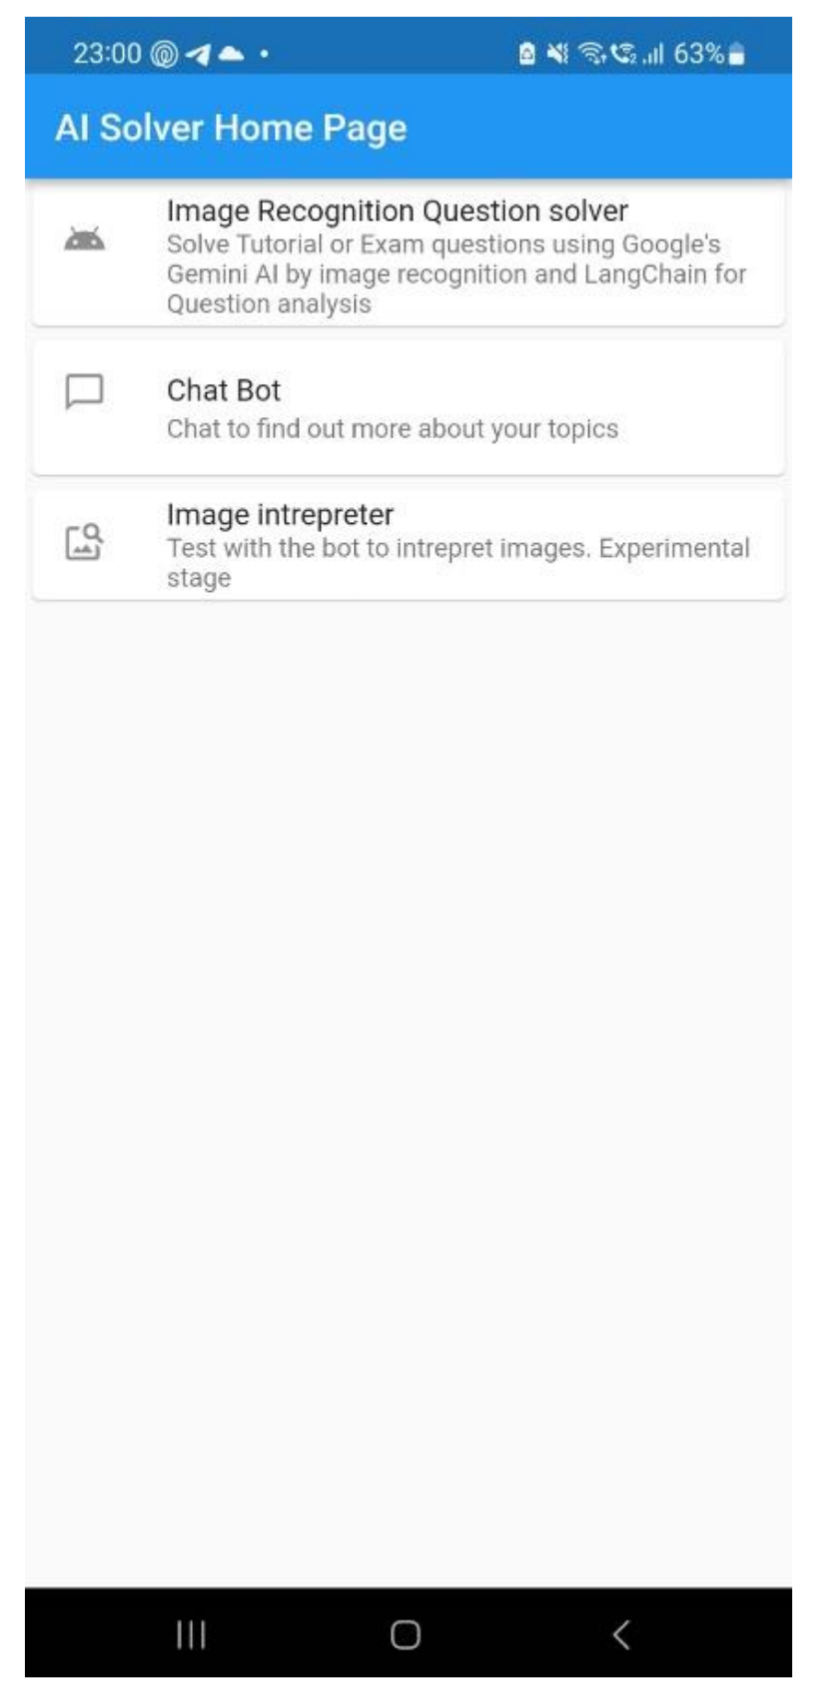 23:00
63%
AI Solver Home Page
Image Recognition Question solver
Solve Tutorial or Exam questions using Google's
Gemini AI by image recognition and LangChain for
Question analysis
Chat Bot
Chat to find out more about your topics
Image intrepreter
Test with the bot to intrepret images. Experimental
stage